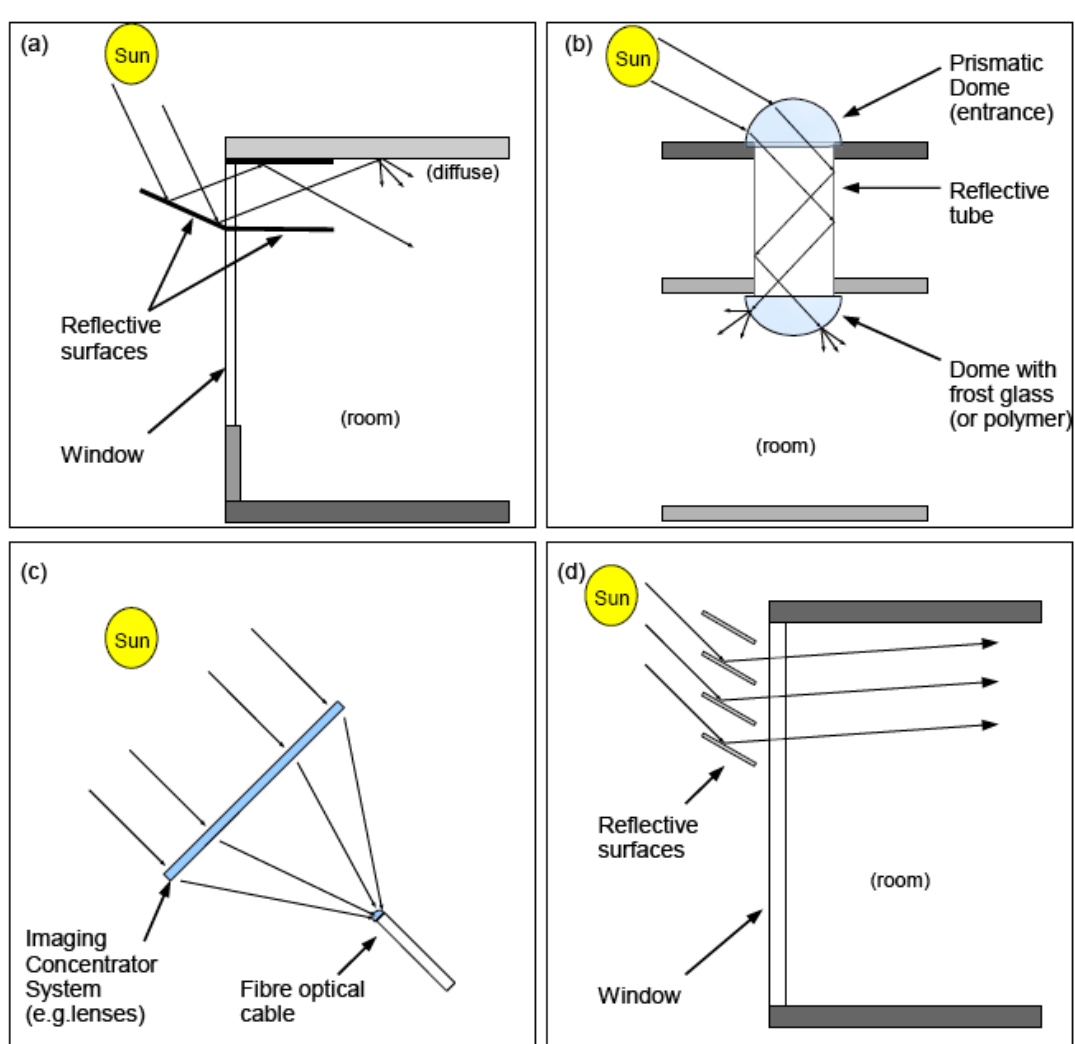 (a)
Sun
(diffuse)
Reflective
surfaces
(room)
Window
(b)
Sun
Prismatic
Dome
(entrance)
Reflective
tube
Dome with
frost glass
(or polymer)
(room)
(c)
Sun
Imaging
Concentrator
System
(e.g.lenses)
Fibre optical
cable
(d)
Sun
Reflective
surfaces
(room)
Window